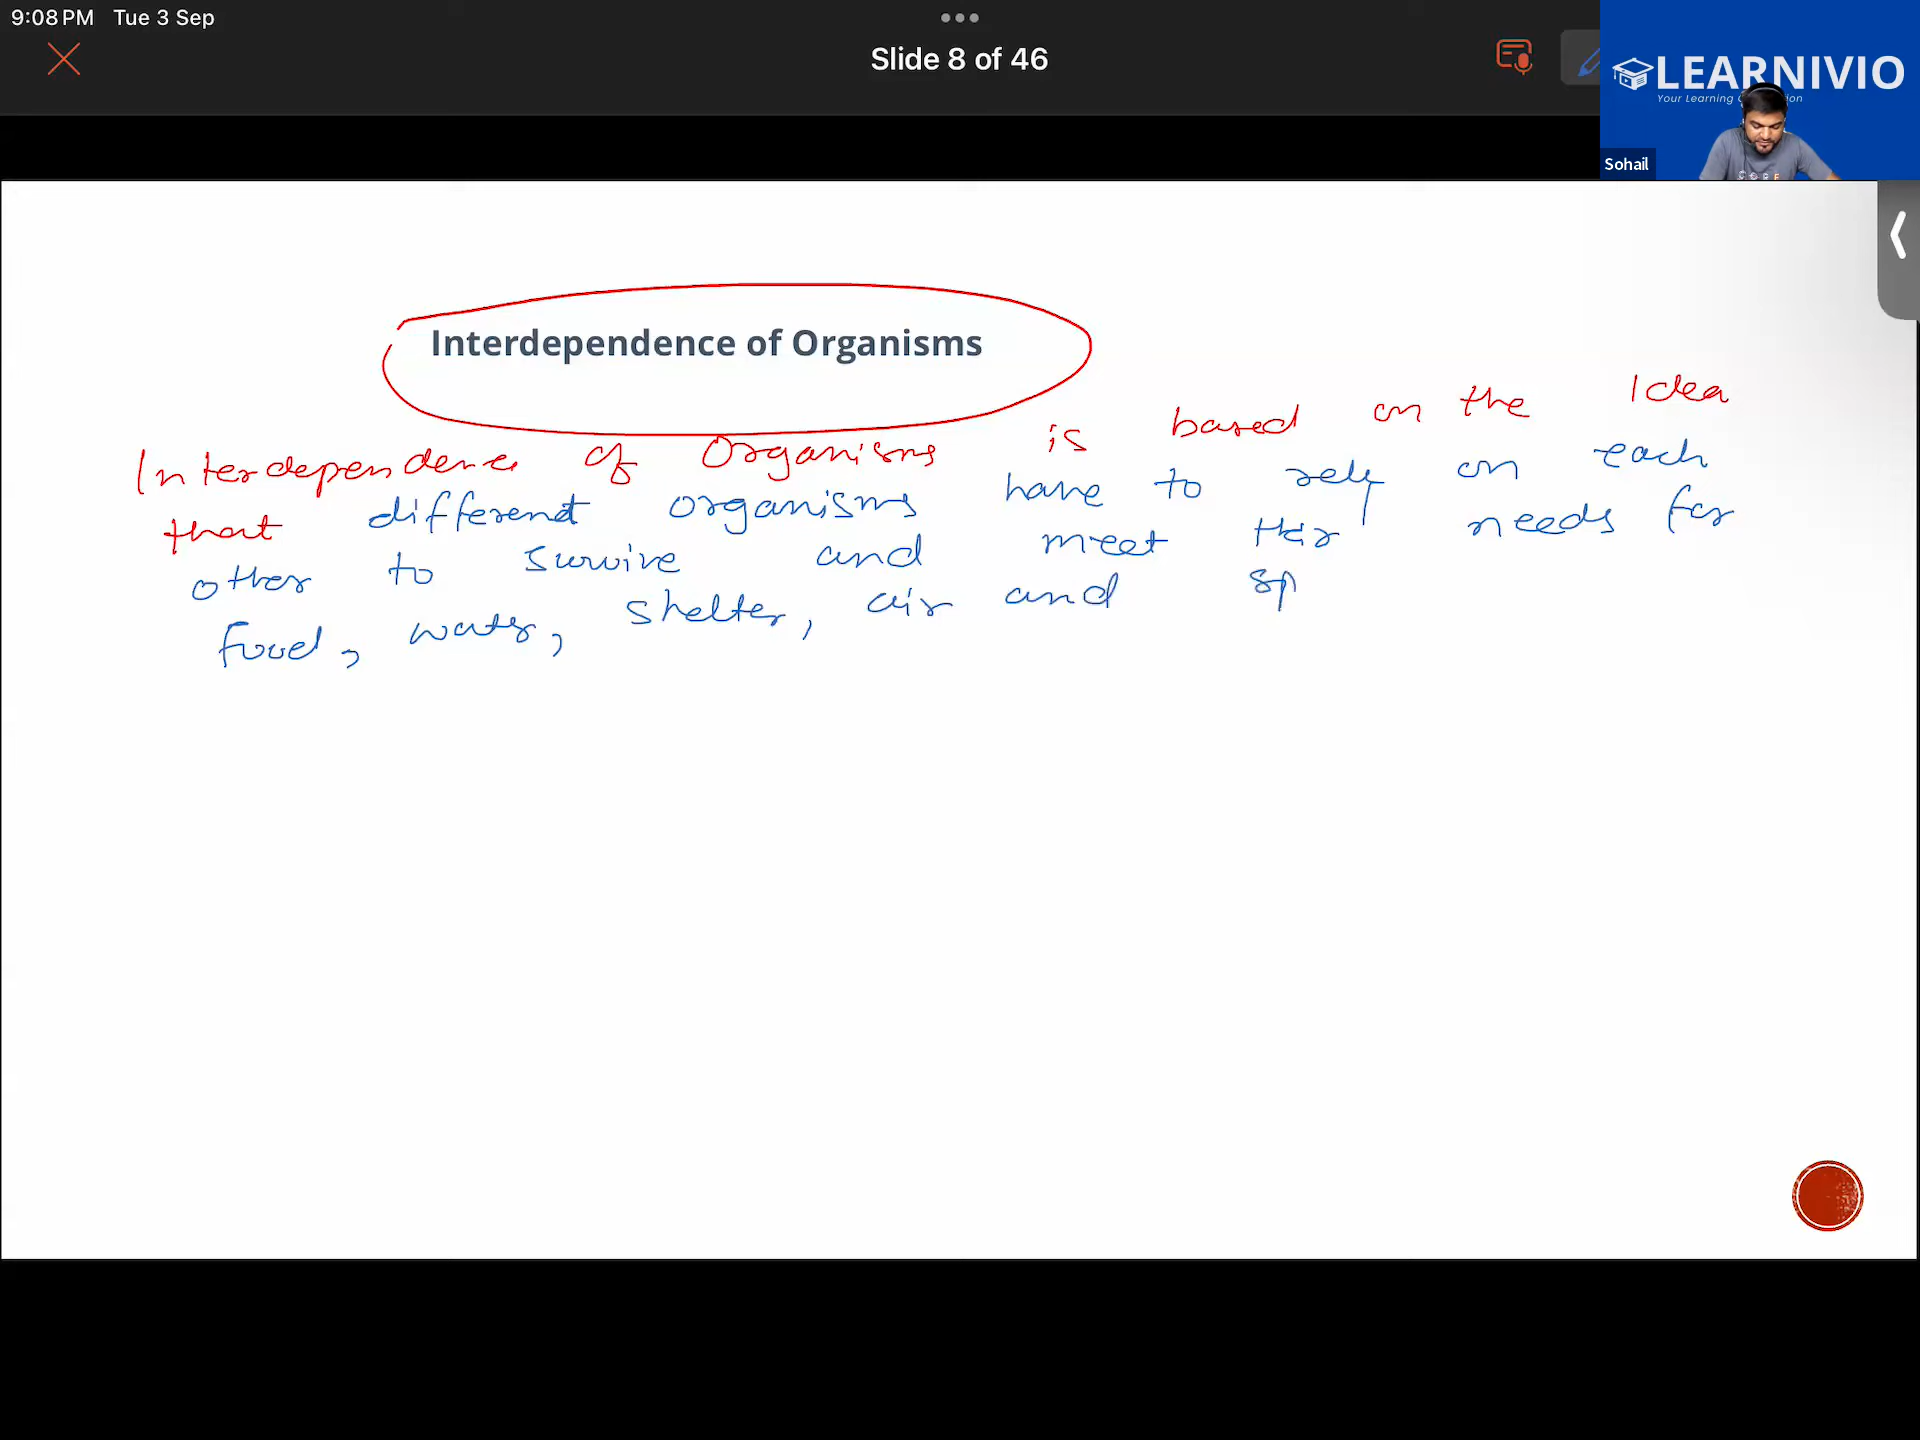 9:08 PM Tue 3 Sep
Slide 8 of 46
LEARNIVIO
Your Learning
Sohail
Interdependence of Organisms
Interdependence of Organisms is based on the Idea
that different organisms have to rely on each
other to survive and meet their needs for
food, water, shelter, air and sp